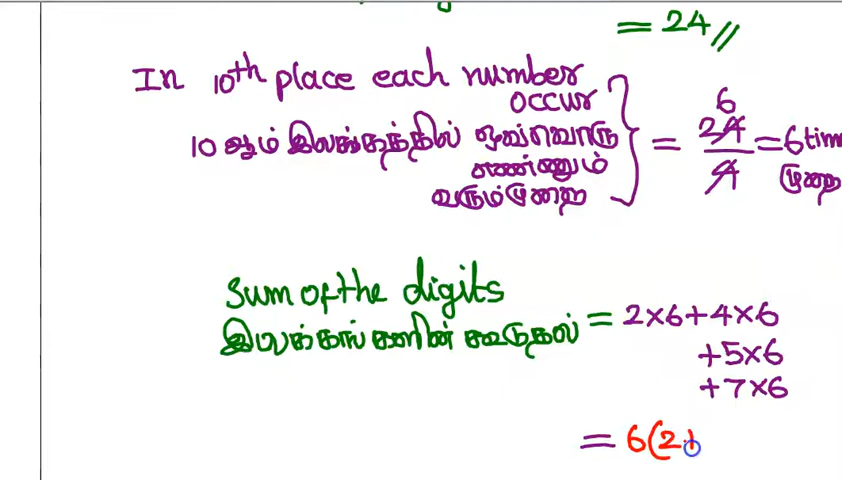 = 24 //
In 10th place each number
occur
10 ஆம் இலக்கத்தில் ஒவ்வொரு
எண்ணும்
வரும்முறை
= 24/4 = 6 tim
6
முறை
Sum of the digits
இலக்கங்களின் கூடுதல் = 2×6+4×6
+5×6
+7×6
= 6(2+